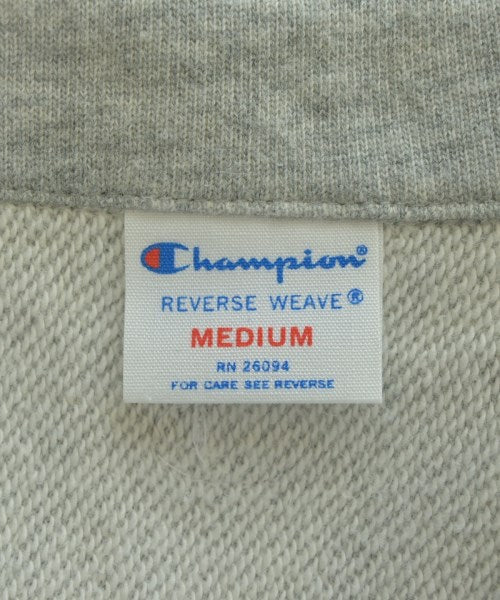 Champion®
REVERSE WEAVE®
MEDIUM
RN 26094
FOR CARE SEE REVERSE